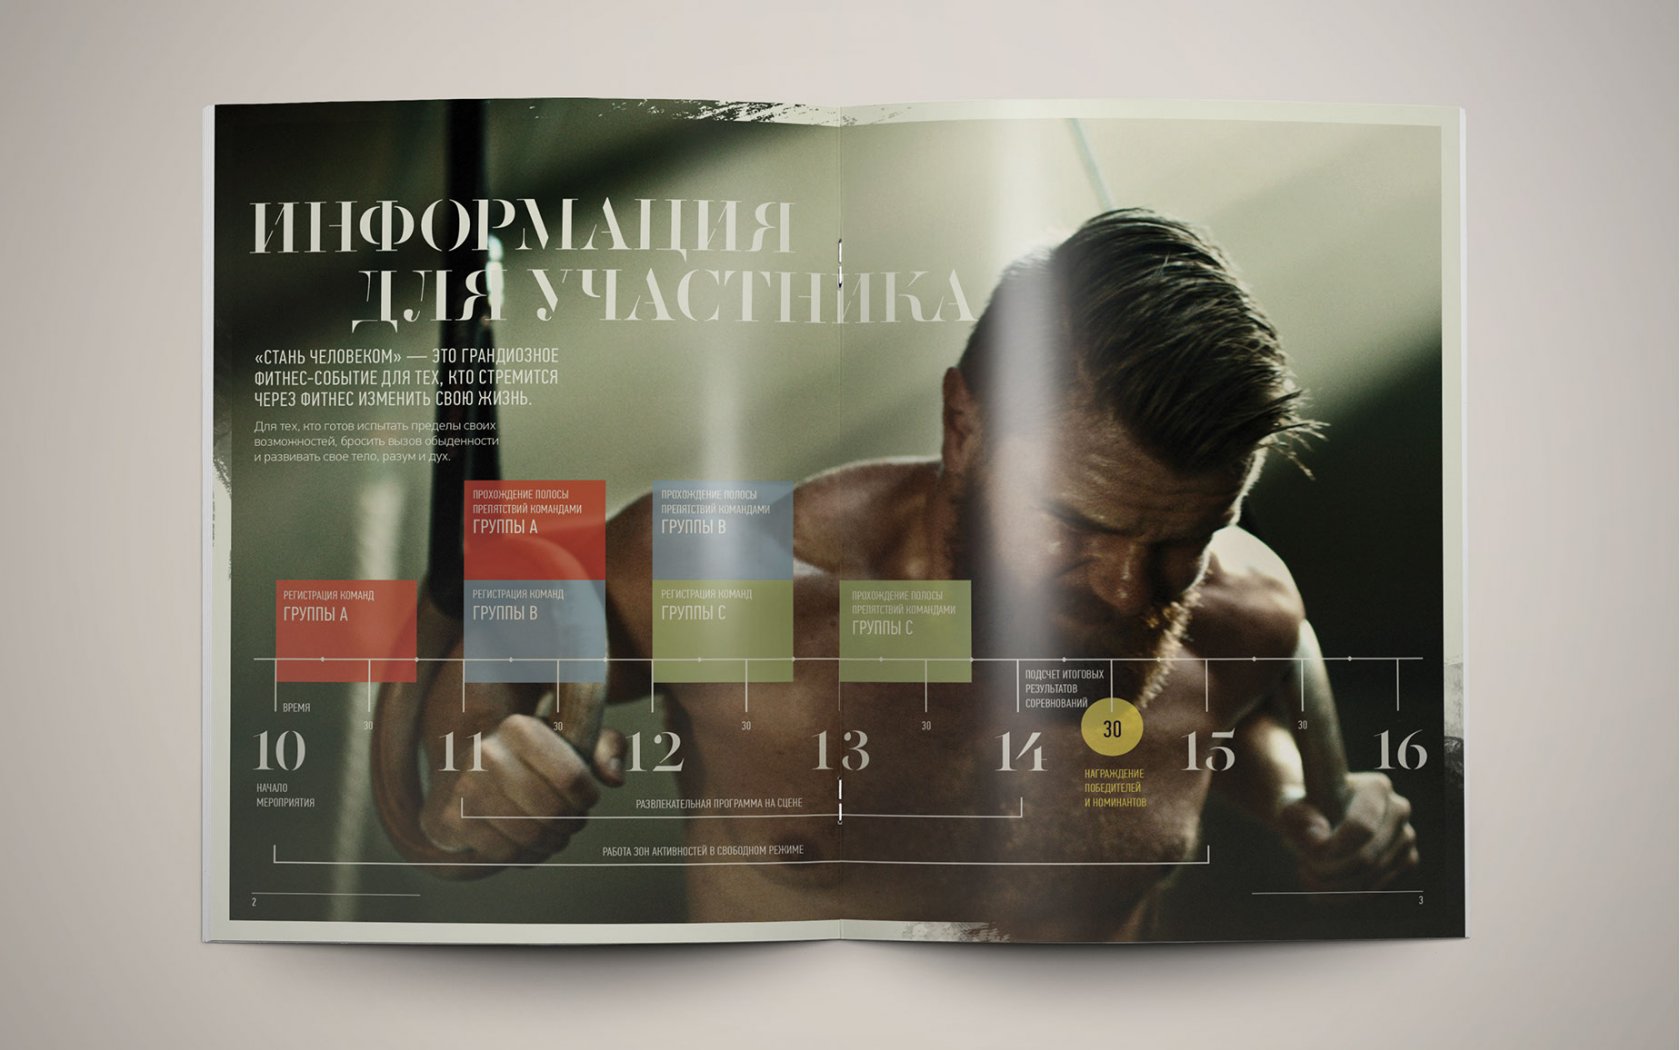 ИНФОРМАЦИЯ
ДЛЯ УЧАСТНИКА
«СТАНЬ ЧЕЛОВЕКОМ» — ЭТО ГРАНДИОЗНОЕ
ФИТНЕС-СОБЫТИЕ ДЛЯ ТЕХ, КТО СТРЕМИТСЯ
ЧЕРЕЗ ФИТНЕС ИЗМЕНИТЬ СВОЮ ЖИЗНЬ.
Для тех, кто готов испытать пределы своих
возможностей, бросить вызов обыденности
и развивать свое тело, разум и дух.
ПРОХОЖДЕНИЕ ПОЛОСЫ
ПРЕПЯТСТВИЙ КОМАНДАМИ
ГРУППЫ А
ПРОХОЖДЕНИЕ ПОЛОСЫ
ПРЕПЯТСТВИЙ КОМАНДАМИ
ГРУППЫ В
РЕГИСТРАЦИЯ КОМАНД
ГРУППЫ А
РЕГИСТРАЦИЯ КОМАНД
ГРУППЫ В
РЕГИСТРАЦИЯ КОМАНД
ГРУППЫ С
ПРОХОЖДЕНИЕ ПОЛОСЫ
ПРЕПЯТСТВИЙ КОМАНДАМИ
ГРУППЫ С
ПОДСЧЕТ ИТОГОВЫХ
РЕЗУЛЬТАТОВ
СОРЕВНОВАНИЙ
ВРЕМЯ
30 30 30 30 30 30
10 11 12 13 14 15 16
НАЧАЛО
МЕРОПРИЯТИЯ
НАГРАЖДЕНИЕ
ПОБЕДИТЕЛЕЙ
И НОМИНАНТОВ
РАЗВЛЕКАТЕЛЬНАЯ ПРОГРАММА НА СЦЕНЕ
РАБОТА ЗОН АКТИВНОСТЕЙ В СВОБОДНОМ РЕЖИМЕ
2
3